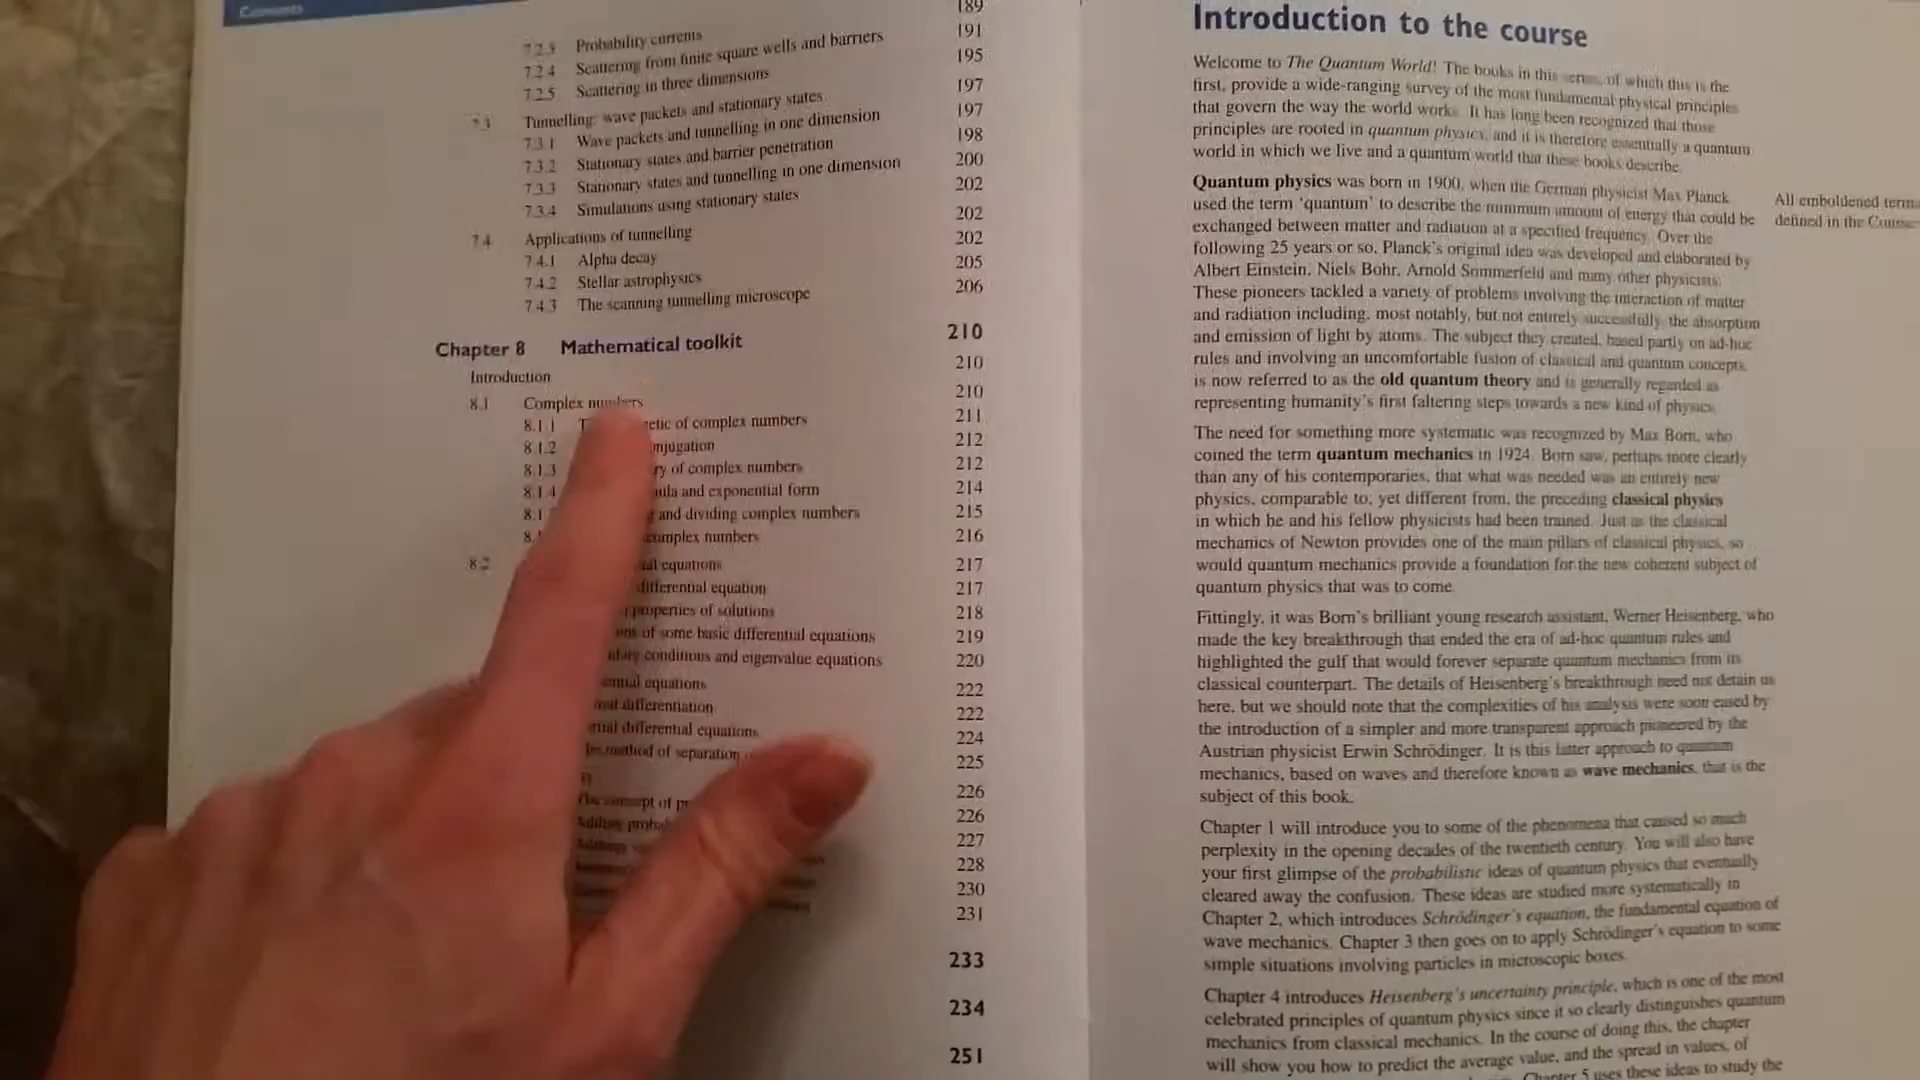 Contents
189
7.2.3 Probability currents 191
7.2.4 Scattering from finite square wells and barriers 195
7.2.5 Scattering in three dimensions 197
7.3 Tunnelling: wave packets and stationary states 197
7.3.1 Wave packets and tunnelling in one dimension 198
7.3.2 Stationary states and barrier penetration 200
7.3.3 Stationary states and tunnelling in one dimension 202
7.3.4 Simulations using stationary states 202
7.4 Applications of tunnelling 202
7.4.1 Alpha decay 205
7.4.2 Stellar astrophysics 206
7.4.3 The scanning tunnelling microscope
Chapter 8 Mathematical toolkit 210
Introduction 210
8.1 Complex numbers 210
8.1.1 etic of complex numbers 211
8.1.2 njugation 212
8.1.3 ry of complex numbers 212
8.1.4 ula and exponential form 214
8.1 and dividing complex numbers 215
8. complex numbers 216
8.2 equations 217
differential equation 217
properties of solutions 218
of some basic differential equations 219
conditions and eigenvalue equations 220
equations 222
differentiation 222
differential equations 224
method of separation 225
226
The concept of pr 226
Adding proba 227
228
230
231
233
234
251
Introduction to the course
Welcome to The Quantum World! The books in this series, of which this is the
first, provide a wide-ranging survey of the most fundamental physical principles
that govern the way the world works. It has long been recognized that those
principles are rooted in quantum physics, and it is therefore essentially a quantum
world in which we live and a quantum world that these books describe.
Quantum physics was born in 1900, when the German physicist Max Planck
used the term ‘quantum’ to describe the minimum amount of energy that could be
exchanged between matter and radiation at a specified frequency. Over the
following 25 years or so, Planck’s original idea was developed and elaborated by
Albert Einstein, Niels Bohr, Arnold Sommerfeld and many other physicists.
These pioneers tackled a variety of problems involving the interaction of matter
and radiation including, most notably, but not entirely successfully, the absorption
and emission of light by atoms. The subject they created, based partly on ad-hoc
rules and involving an uncomfortable fusion of classical and quantum concepts,
is now referred to as the old quantum theory and is generally regarded as
representing humanity’s first faltering steps towards a new kind of physics.
All emboldened terms
defined in the Course
The need for something more systematic was recognized by Max Born, who
coined the term quantum mechanics in 1924. Born saw, perhaps more clearly
than any of his contemporaries, that what was needed was an entirely new
physics, comparable to, yet different from, the preceding classical physics
in which he and his fellow physicists had been trained. Just as the classical
mechanics of Newton provides one of the main pillars of classical physics, so
would quantum mechanics provide a foundation for the new coherent subject of
quantum physics that was to come.
Fittingly, it was Born’s brilliant young research assistant, Werner Heisenberg, who
made the key breakthrough that ended the era of ad-hoc quantum rules and
highlighted the gulf that would forever separate quantum mechanics from its
classical counterpart. The details of Heisenberg’s breakthrough need not detain us
here, but we should note that the complexities of his analysis were soon eased by
the introduction of a simpler and more transparent approach pioneered by the
Austrian physicist Erwin Schrödinger. It is this latter approach to quantum
mechanics, based on waves and therefore known as wave mechanics, that is the
subject of this book.
Chapter 1 will introduce you to some of the phenomena that caused so much
perplexity in the opening decades of the twentieth century. You will also have
your first glimpse of the probabilistic ideas of quantum physics that eventually
cleared away the confusion. These ideas are studied more systematically in
Chapter 2, which introduces Schrödinger’s equation, the fundamental equation of
wave mechanics. Chapter 3 then goes on to apply Schrödinger’s equation to some
simple situations involving particles in microscopic boxes.
Chapter 4 introduces Heisenberg’s uncertainty principle, which is one of the most
celebrated principles of quantum physics since it so clearly distinguishes quantum
mechanics from classical mechanics. In the course of doing this, the chapter
will show you how to predict the average value, and the spread in values, of
Chapter 5 uses these ideas to study the